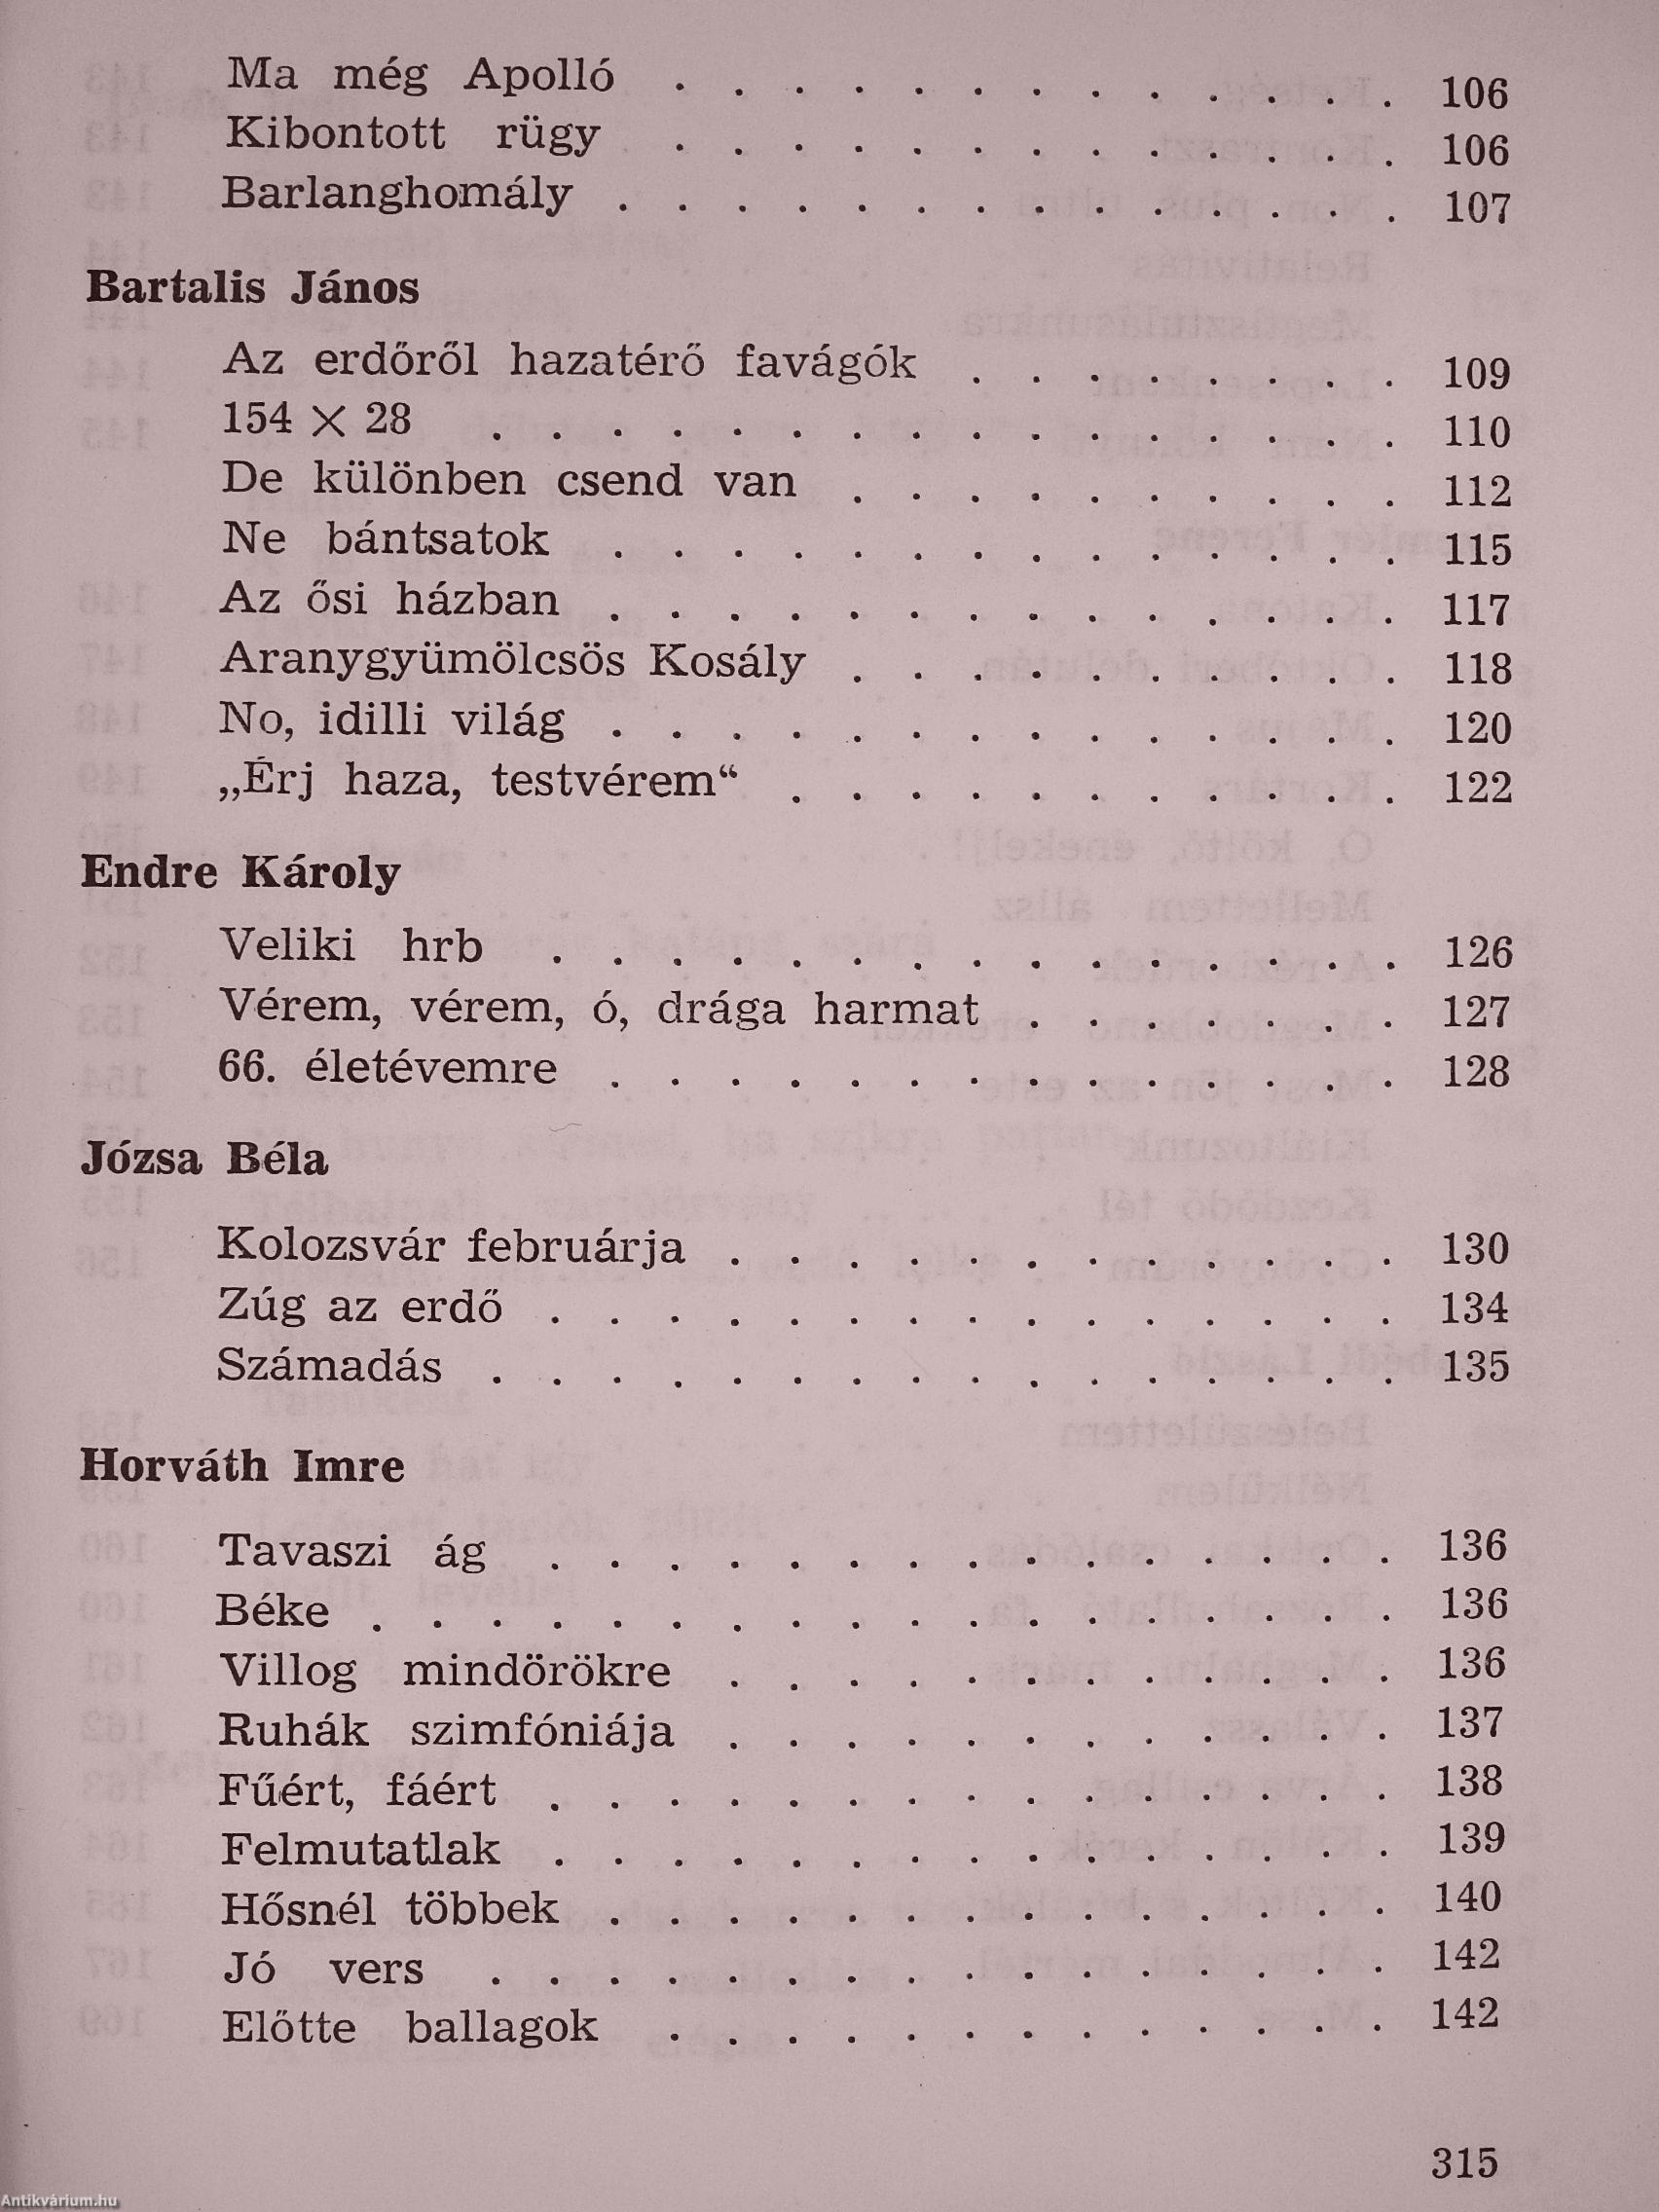 Ma még Apolló . . . . . . . . . . . . . 106
Kibontott rügy . . . . . . . . . . . . . 106
Barlanghomály . . . . . . . . . . . . . . 107
Bartalis János
Az erdőről hazatérő favágók . . . . . . . . 109
154 × 28 . . . . . . . . . . . . . . . . 110
De különben csend van . . . . . . . . . . 112
Ne bántsatok . . . . . . . . . . . . . . 115
Az ősi házban . . . . . . . . . . . . . . 117
Aranygyümölcsös Kosály . . . . . . . . . . 118
No, idilli világ . . . . . . . . . . . . . . 120
„Érj haza, testvérem“ . . . . . . . . . . . 122
Endre Károly
Veliki hrb . . . . . . . . . . . . . . . 126
Vérem, vérem, ó, drága harmat . . . . . . . 127
66. életévemre . . . . . . . . . . . . . . 128
Józsa Béla
Kolozsvár februárja . . . . . . . . . . . . 130
Zúg az erdő . . . . . . . . . . . . . . . 134
Számadás . . . . . . . . . . . . . . . . 135
Horváth Imre
Tavaszi ág . . . . . . . . . . . . . . . 136
Béke . . . . . . . . . . . . . . . . . . 136
Villog mindörökre . . . . . . . . . . . . 136
Ruhák szimfóniája . . . . . . . . . . . . 137
Fűért, fáért . . . . . . . . . . . . . . . 138
Felmutatlak . . . . . . . . . . . . . . . 139
Hősnél többek . . . . . . . . . . . . . . 140
Jó vers . . . . . . . . . . . . . . . . 142
Előtte ballagok . . . . . . . . . . . . . 142
315
Antikvárium.hu